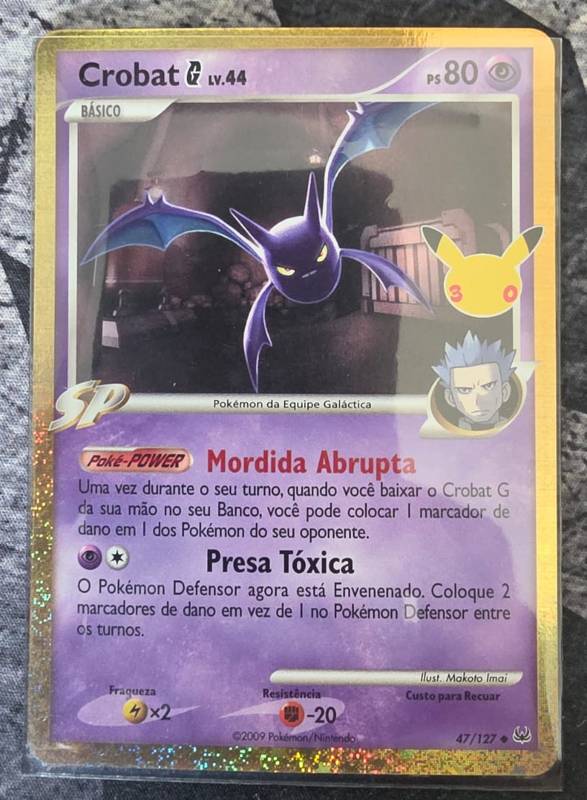 Crobat G LV.44
PS 80
BÁSICO
3 0
SP
Pokémon da Equipe Galáctica
Poké-POWER Mordida Abrupta
Uma vez durante o seu turno, quando você baixar o Crobat G
da sua mão no seu Banco, você pode colocar 1 marcador de
dano em 1 dos Pokémon do seu oponente.
Presa Tóxica
O Pokémon Defensor agora está Envenenado. Coloque 2
marcadores de dano em vez de 1 no Pokémon Defensor entre
os turnos.
Ilust. Makoto Imai
Fraqueza Resistência Custo para Recuar
×2 -20
©2009 Pokémon/Nintendo 47/127